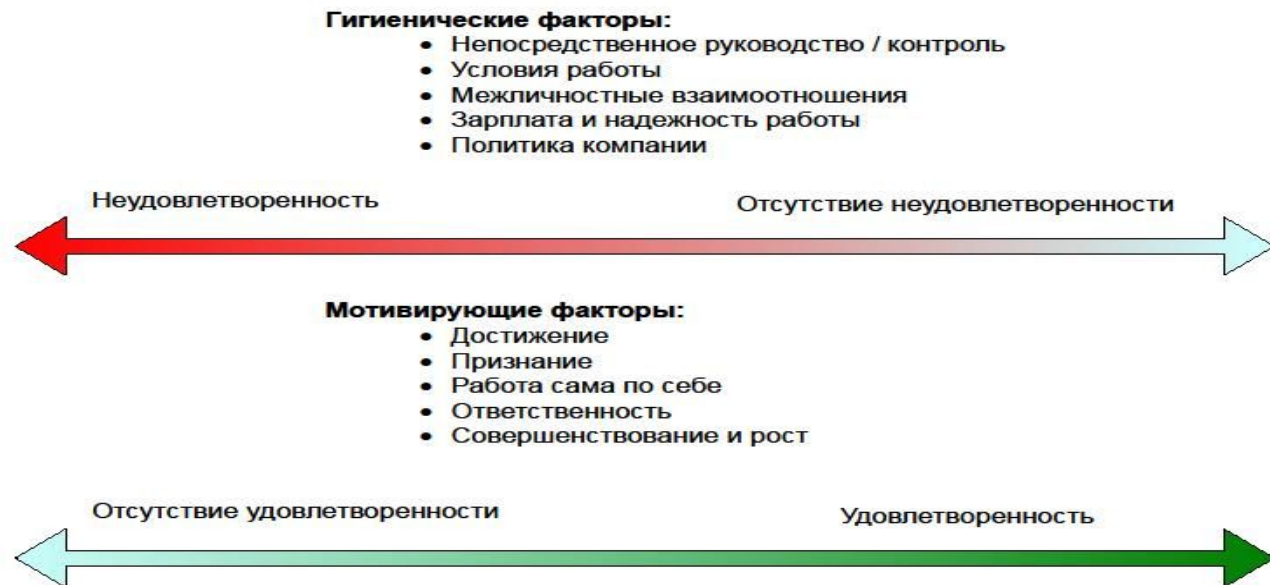 Гигиенические факторы:
• Непосредственное руководство / контроль
• Условия работы
• Межличностные взаимоотношения
• Зарплата и надежность работы
• Политика компании
Неудовлетворенность
Отсутствие неудовлетворенности
Мотивирующие факторы:
• Достижение
• Признание
• Работа сама по себе
• Ответственность
• Совершенствование и рост
Отсутствие удовлетворенности
Удовлетворенность